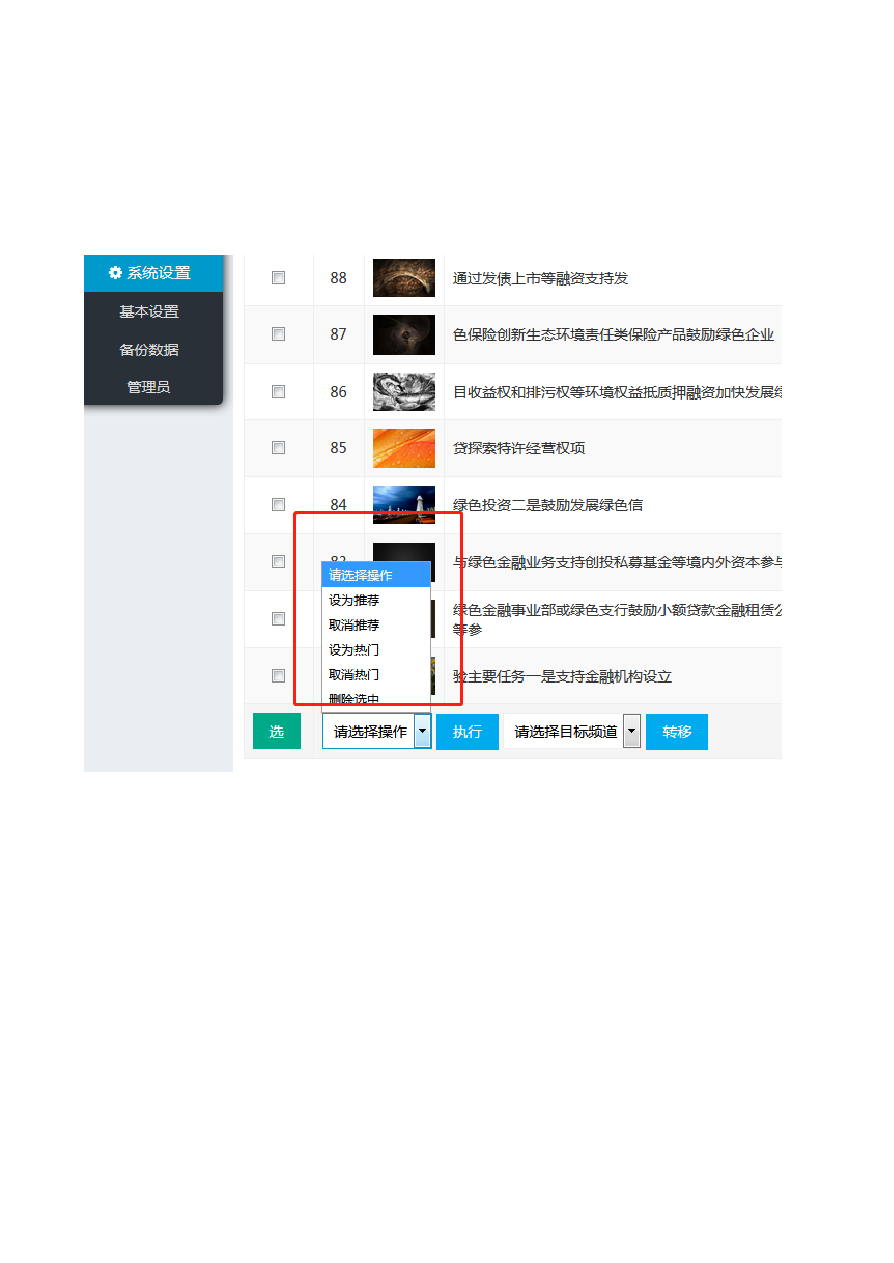 系统设置
基本设置
备份数据
管理员
88 通过发债上市等融资支持发
87 色保险创新生态环境责任类保险产品鼓励绿色企业
86 目收益权和排污权等环境权益抵质押融资加快发展绿
85 贷探索特许经营权项
84 绿色投资二是鼓励发展绿色信
与绿色金融业务支持创投私募基金等境内外资本参与
绿色金融事业部或绿色支行鼓励小额贷款金融租赁公
等参
验主要任务一是支持金融机构设立
请选择操作
设为推荐
取消推荐
设为热门
取消热门
删除选中
选 请选择操作 执行 请选择目标频道 转移